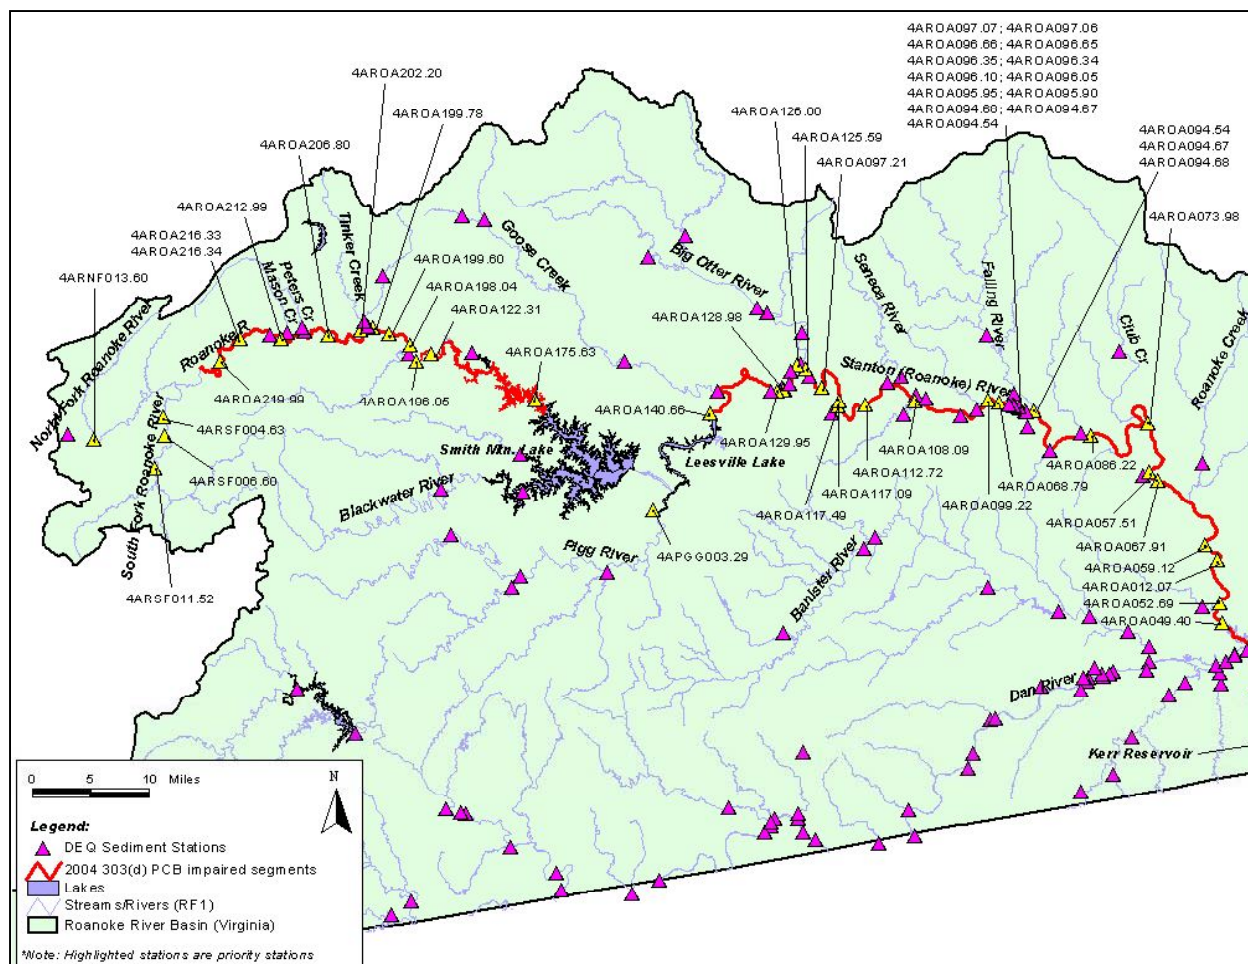 4AROA097.07; 4AROA097.06
4AROA096.66; 4AROA096.65
4AROA096.35; 4AROA096.34
4AROA096.10; 4AROA096.05
4AROA095.95; 4AROA095.90
4AROA094.60; 4AROA094.67
4AROA094.54
4AROA202.20
4AROA199.78
4AROA126.00
4AROA125.59
4AROA097.21
4AROA094.54
4AROA094.67
4AROA094.68
4AROA206.80
4AROA073.98
4AROA212.99
4AROA216.33
4AROA216.34
4ARNF013.60
Mason Cr
Peters Cr
Tinker Creek
Goose Creek
Big Otter River
Seneca River
Falling River
Club Cr
Roanoke Creek
4AROA199.60
4AROA198.04
4AROA122.31
4AROA128.98
North Fork Roanoke River
Roanoke R
4AROA175.63
Stanton (Roanoke) River
4AROA219.99
4AROA106.05
4AROA140.66
4ARSF004.63
4AROA129.95
4AROA108.09
Smith Mtn. Lake
Leesville Lake
4AROA112.72
4AROA086.22
4ARSF006.60
South Fork Roanoke River
4AROA117.09
4AROA068.79
Blackwater River
4AROA117.49
4AROA099.22
4AROA057.51
Pigg River
4APGG003.29
Banister River
4AROA067.91
4AROA059.12
4ARSF011.52
4AROA012.07
4AROA052.69
4AROA049.40
Dan River
Kerr Reservoir
0 5 10 Miles
N
Legend:
DEQ Sediment Stations
2004 303(d) PCB impaired segments
Lakes
Streams/Rivers (RF1)
Roanoke River Basin (Virginia)
*Note: Highlighted stations are priority stations